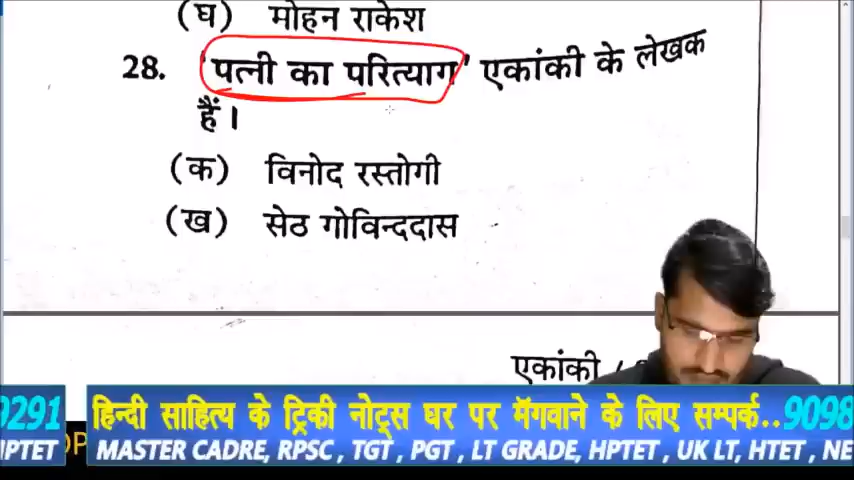 (घ) मोहन राकेश
28. 'पत्नी का परित्याग' एकांकी के लेखक
हैं।
(क) विनोद रस्तोगी
(ख) सेठ गोविन्ददास
एकांकी /
9291 हिन्दी साहित्य के ट्रिकी नोट्स घर पर मँगवाने के लिए सम्पर्क..9098
HPTET MASTER CADRE, RPSC , TGT , PGT , LT GRADE, HPTET , UK LT, HTET , NE